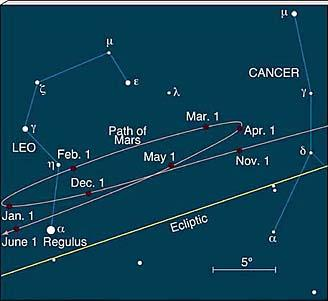 μ
μ
ζ
ε
CANCER
λ
γ
γ
Mar. 1
Path of
Mars
Apr. 1
LEO
Feb. 1
May 1
Nov. 1
δ
η
Dec. 1
Jan. 1
June 1
α
Regulus
Ecliptic
α
5°